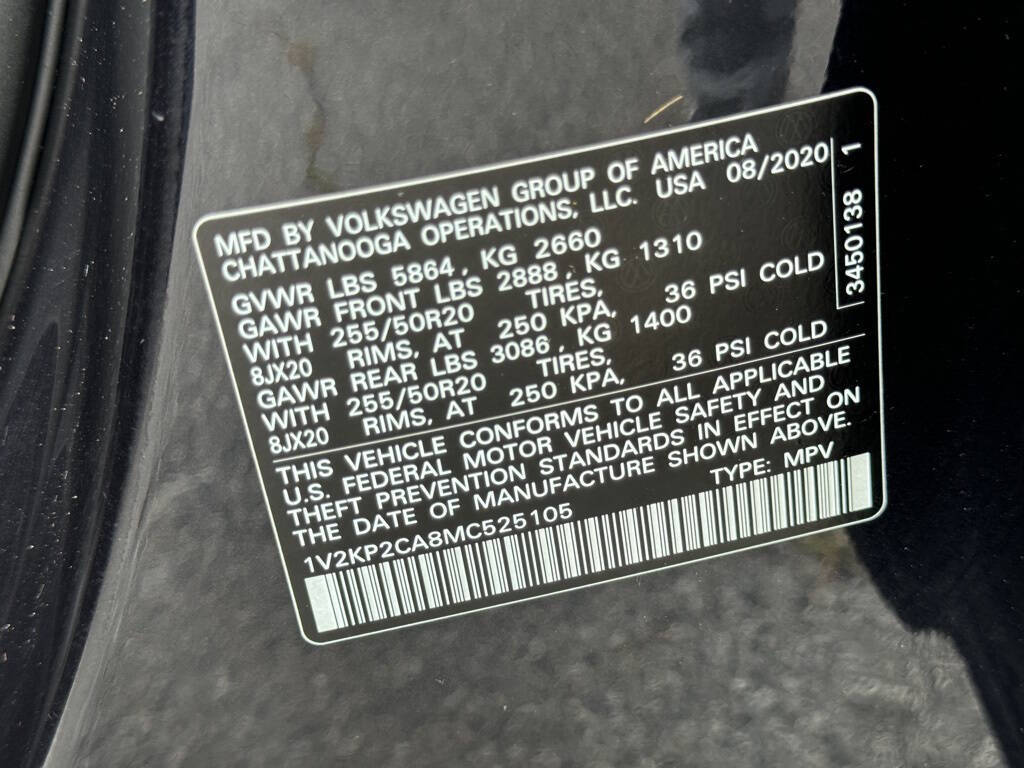 MFD BY VOLKSWAGEN GROUP OF AMERICA
CHATTANOOGA OPERATIONS, LLC. USA 08/2020
GVWR LBS 5864, KG 2660
GAWR FRONT LBS 2888, KG 1310
WITH 255/50R20 TIRES,
8JX20 RIMS, AT 250 KPA, 36 PSI COLD
GAWR REAR LBS 3086, KG 1400
WITH 255/50R20 TIRES,
8JX20 RIMS, AT 250 KPA, 36 PSI COLD
THIS VEHICLE CONFORMS TO ALL APPLICABLE
U.S. FEDERAL MOTOR VEHICLE SAFETY AND
THEFT PREVENTION STANDARDS IN EFFECT ON
THE DATE OF MANUFACTURE SHOWN ABOVE.
1V2KP2CA8MC525105 TYPE: MPV
3450138 1